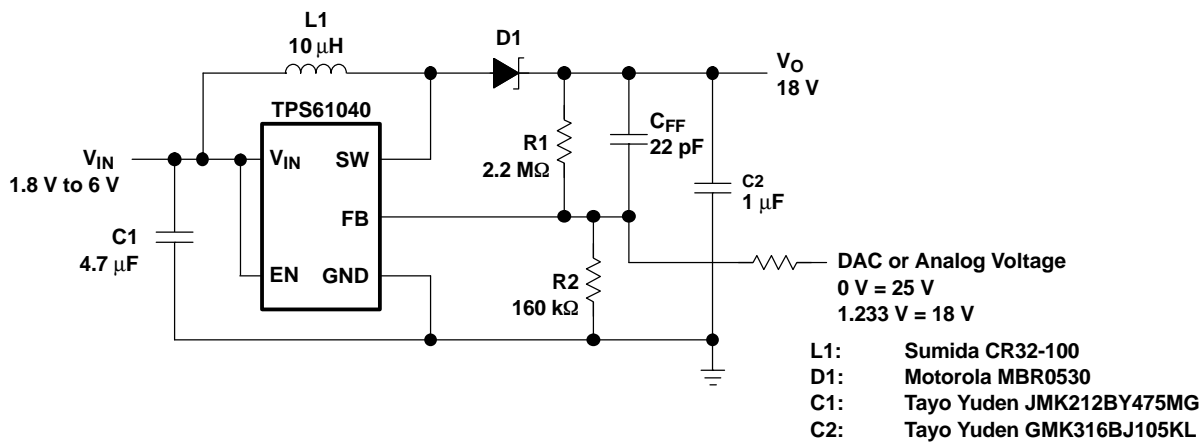 L1
10 μH
D1
VO
18 V
TPS61040
CFF
22 pF
R1
2.2 MΩ
VIN
1.8 V to 6 V
VIN
SW
C2
1 μF
FB
C1
4.7 μF
EN
GND
R2
160 kΩ
DAC or Analog Voltage
0 V = 25 V
1.233 V = 18 V
L1: Sumida CR32-100
D1: Motorola MBR0530
C1: Tayo Yuden JMK212BY475MG
C2: Tayo Yuden GMK316BJ105KL